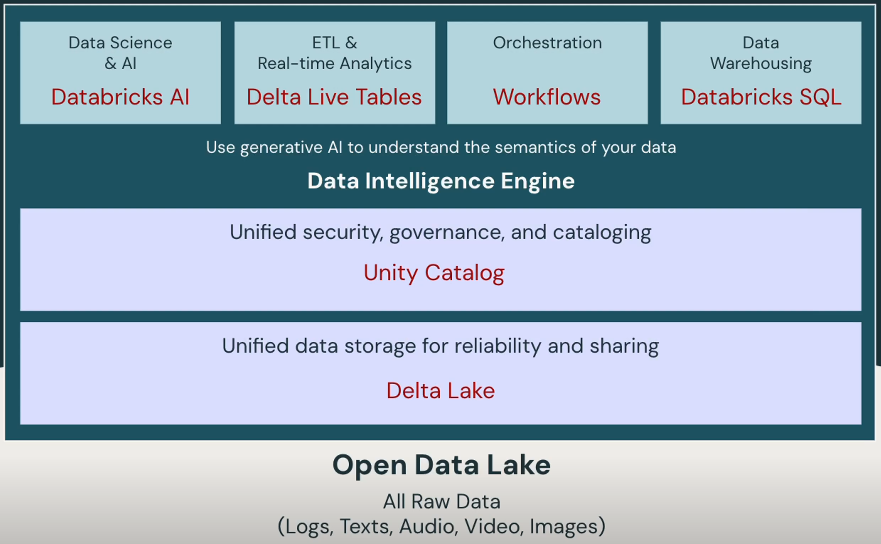 Data Science
& AI
Databricks AI
ETL &
Real-time Analytics
Delta Live Tables
Orchestration
Workflows
Data
Warehousing
Databricks SQL
Use generative AI to understand the semantics of your data
Data Intelligence Engine
Unified security, governance, and cataloging
Unity Catalog
Unified data storage for reliability and sharing
Delta Lake
Open Data Lake
All Raw Data
(Logs, Texts, Audio, Video, Images)